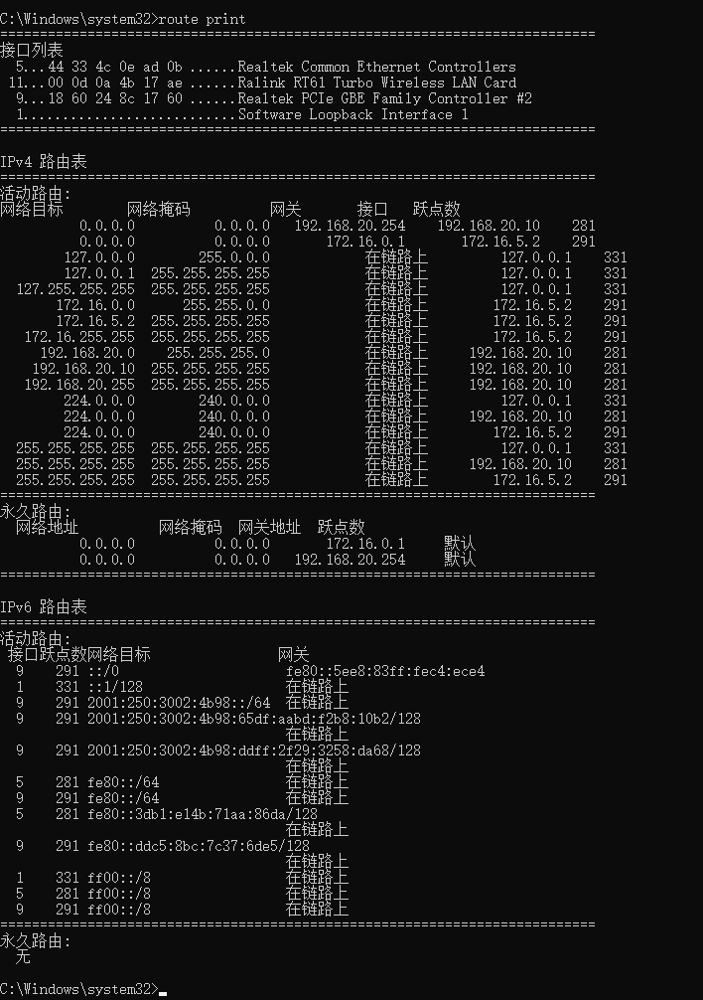 C:\Windows\system32>route print
===========================================================================
接口列表
  5...44 33 4c 0e ad 0b ......Realtek Common Ethernet Controllers
 11...00 0d 0a 4b 17 ae ......Ralink RT61 Turbo Wireless LAN Card
  9...18 60 24 8c 17 60 ......Realtek PCIe GBE Family Controller #2
  1...........................Software Loopback Interface 1
===========================================================================
IPv4 路由表
===========================================================================
活动路由:
网络目标        网络掩码          网关       接口   跃点数
          0.0.0.0          0.0.0.0   192.168.20.254    192.168.20.10    281
          0.0.0.0          0.0.0.0       172.16.0.1       172.16.5.2    291
        127.0.0.0        255.0.0.0            在链路上         127.0.0.1    331
        127.0.0.1  255.255.255.255            在链路上         127.0.0.1    331
  127.255.255.255  255.255.255.255            在链路上         127.0.0.1    331
       172.16.0.0      255.255.0.0            在链路上        172.16.5.2    291
       172.16.5.2  255.255.255.255            在链路上        172.16.5.2    291
   172.16.255.255  255.255.255.255            在链路上        172.16.5.2    291
     192.168.20.0    255.255.255.0            在链路上     192.168.20.10    281
    192.168.20.10  255.255.255.255            在链路上     192.168.20.10    281
   192.168.20.255  255.255.255.255            在链路上     192.168.20.10    281
        224.0.0.0        240.0.0.0            在链路上         127.0.0.1    331
        224.0.0.0        240.0.0.0            在链路上     192.168.20.10    281
        224.0.0.0        240.0.0.0            在链路上        172.16.5.2    291
  255.255.255.255  255.255.255.255            在链路上         127.0.0.1    331
  255.255.255.255  255.255.255.255            在链路上     192.168.20.10    281
  255.255.255.255  255.255.255.255            在链路上        172.16.5.2    291
===========================================================================
永久路由:
  网络地址          网络掩码  网关地址  跃点数
          0.0.0.0          0.0.0.0       172.16.0.1     默认
          0.0.0.0          0.0.0.0   192.168.20.254     默认
===========================================================================
IPv6 路由表
===========================================================================
活动路由:
 接口跃点数网络目标                网关
  9    291 ::/0                     fe80::5ee8:83ff:fec4:ece4
  1    331 ::1/128                  在链路上
  9    291 2001:250:3002:4b98::/64  在链路上
  9    291 2001:250:3002:4b98:65df:aabd:f2b8:10b2/128
                                    在链路上
  9    291 2001:250:3002:4b98:ddff:2f29:3258:da68/128
                                    在链路上
  5    281 fe80::/64                在链路上
  9    291 fe80::/64                在链路上
  5    281 fe80::3db1:e14b:71aa:86da/128
                                    在链路上
  9    291 fe80::ddc5:8bc:7c37:6de5/128
                                    在链路上
  1    331 ff00::/8                 在链路上
  5    281 ff00::/8                 在链路上
  9    291 ff00::/8                 在链路上
===========================================================================
永久路由:
  无
C:\Windows\system32>